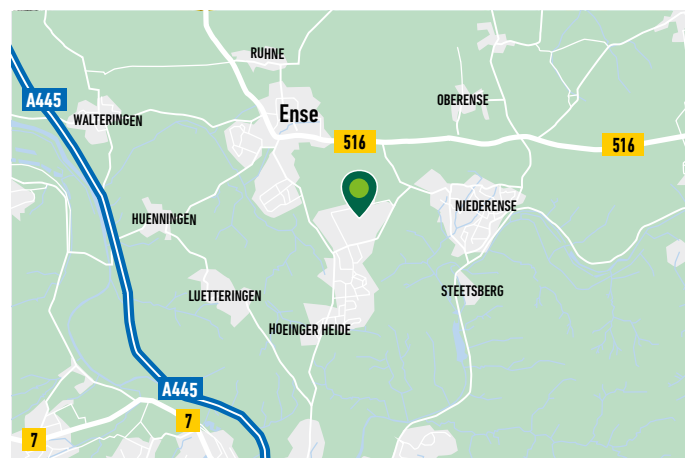 RUHNE
A445
OBERENSE
Ense
WALTERINGEN
516
516
NIEDERENSE
HUENNINGEN
LUETTERINGEN
STEETSBERG
HOEINGER HEIDE
A445
7
7